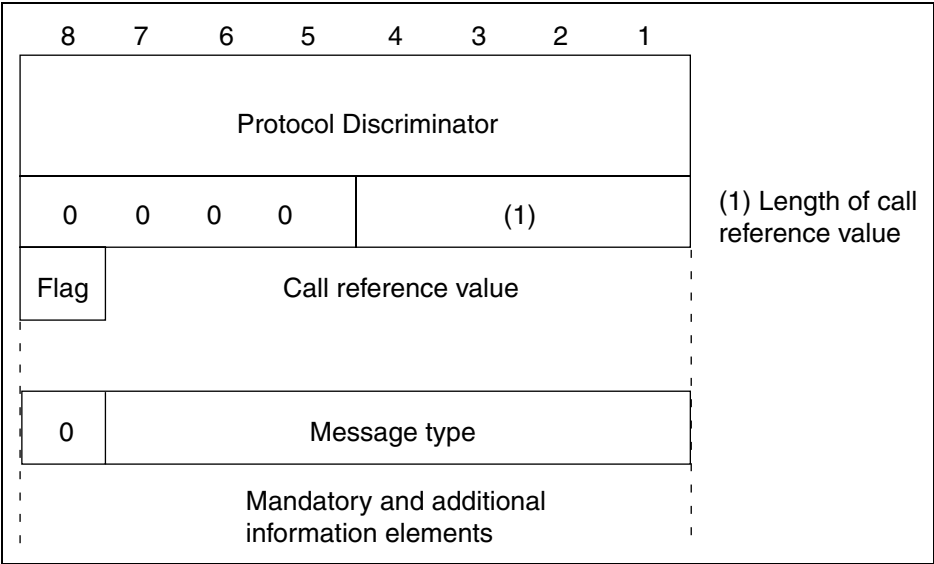 8 7 6 5 4 3 2 1
Protocol Discriminator
0 0 0 0 (1)
(1) Length of call
reference value
Flag Call reference value
0 Message type
Mandatory and additional
information elements